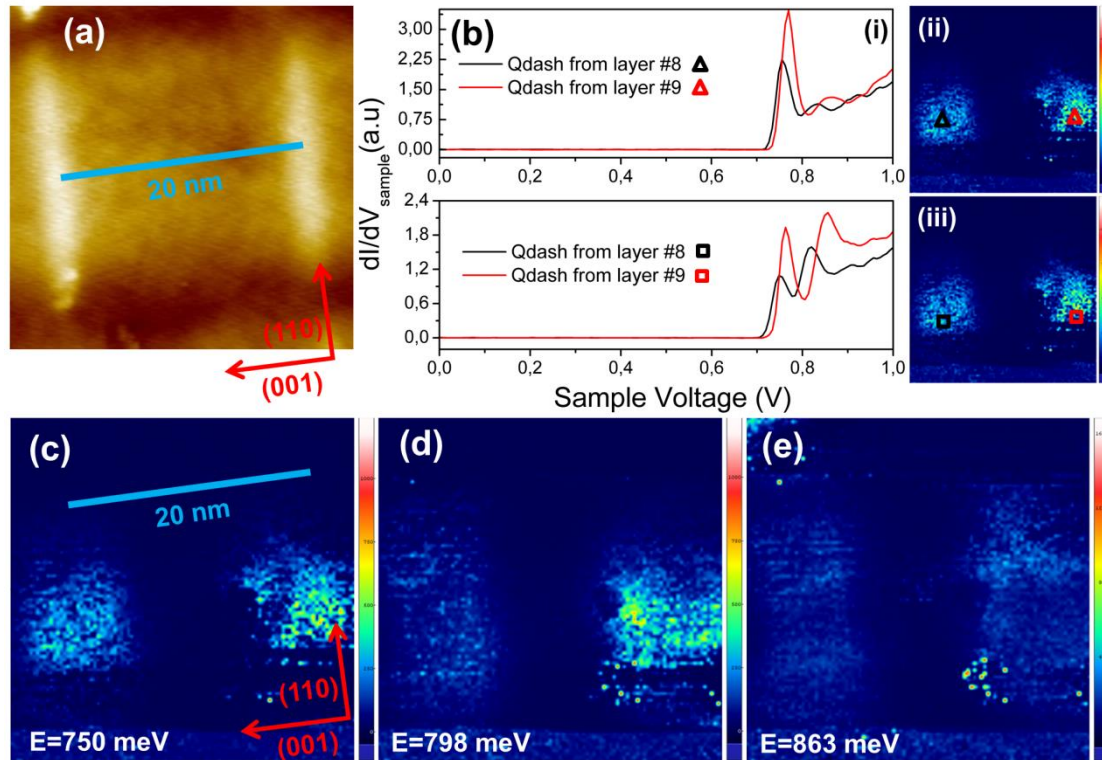 (a)
20 nm
(110)
(001)
(b)
(i)
3,00
2,25
1,50
0,75
0,00
Qdash from layer #8
Qdash from layer #9
0,0 0,2 0,4 0,6 0,8 1,0
dI/dV sample (a.u)
2,4
1,8
1,2
0,6
0,0
Qdash from layer #8
Qdash from layer #9
0,0 0,2 0,4 0,6 0,8 1,0
Sample Voltage (V)
(ii)
(iii)
(c)
20 nm
(110)
(001)
E=750 meV
(d)
E=798 meV
(e)
E=863 meV